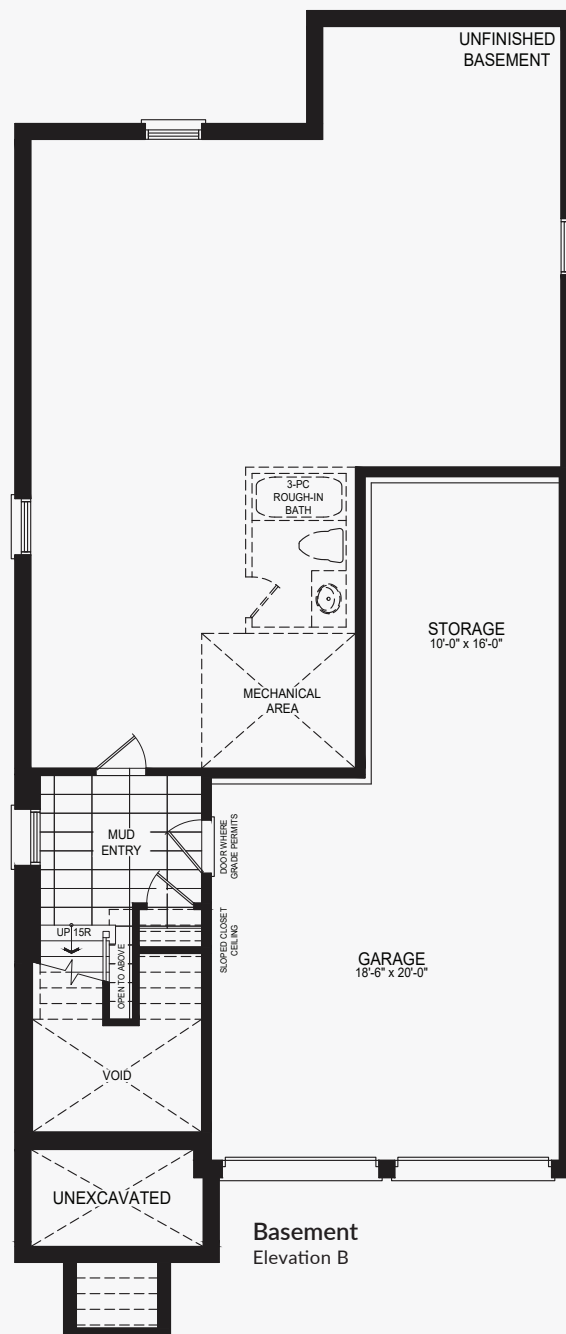 UNFINISHED
BASEMENT
3-PC
ROUGH-IN
BATH
STORAGE
10'-0" x 16'-0"
MECHANICAL
AREA
MUD
ENTRY
DOOR WHERE
GRADE PERMITS
UP 15R
OPEN TO ABOVE
SLOPED CLOSET
CEILING
GARAGE
18'-6" x 20'-0"
VOID
UNEXCAVATED
Basement
Elevation B